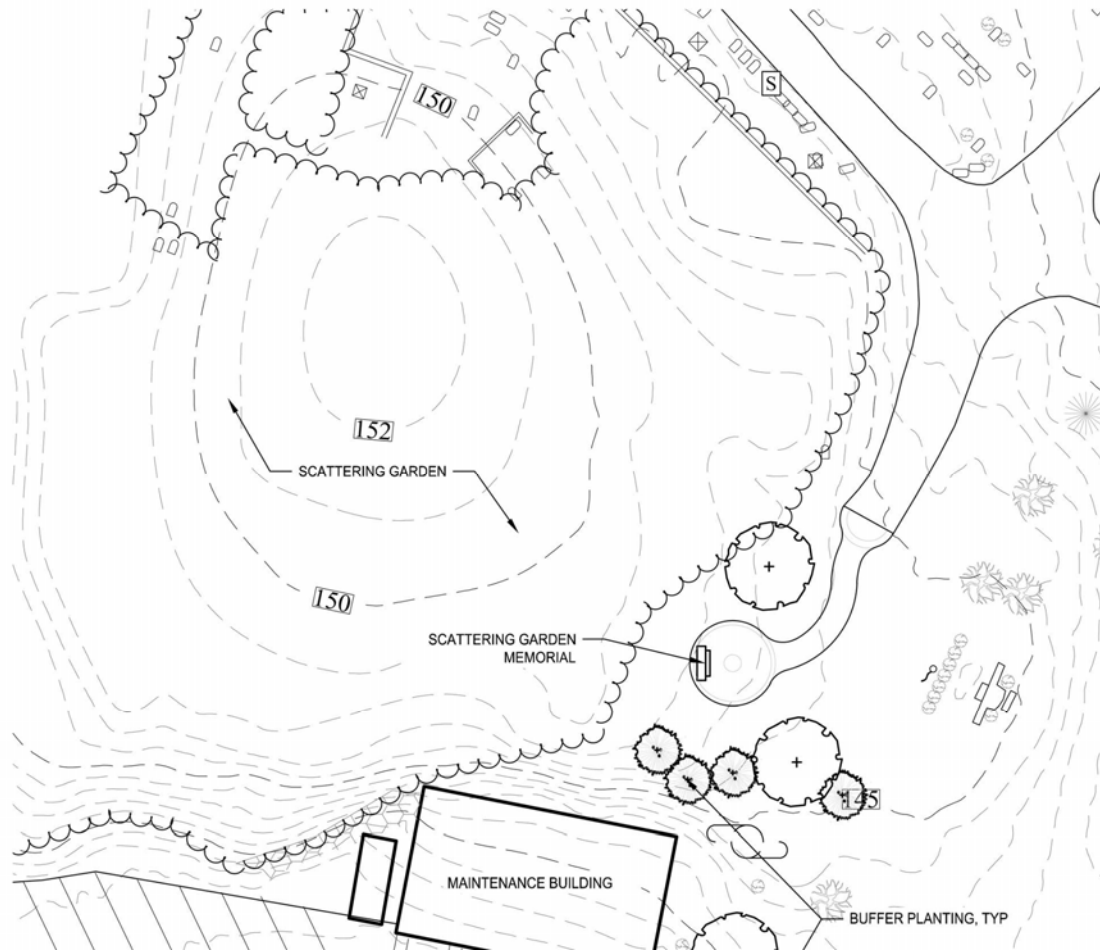 150
S
152
SCATTERING GARDEN
150
SCATTERING GARDEN
MEMORIAL
145
MAINTENANCE BUILDING
BUFFER PLANTING, TYP